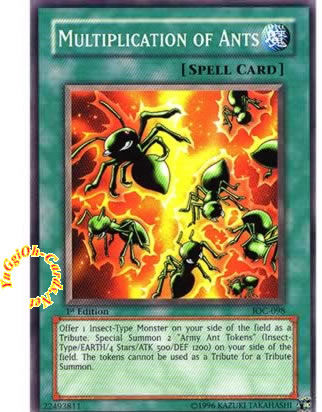 MULTIPLICATION OF ANTS
[SPELL CARD]
YuGgiOh-Cards.Net
1st Edition
IOC-098
Offer 1 Insect-Type Monster on your side of the field as a
Tribute. Special Summon 2 "Army Ant Tokens" (Insect-
Type/EARTH/4 Stars/ATK 500/DEF 1200) on your side of
the field. The tokens cannot be used as a Tribute for a Tribute
Summon.
22493811
©1996 KAZUKI TAKAHASHI